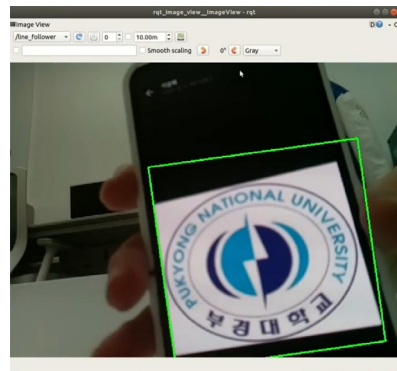 rqt_image_view__ImageView - rqt
Image View
D
/line_follower
0
10.00m
Smooth scaling
0°
Gray
PUKYONG NATIONAL UNIVERSITY
부경대학교